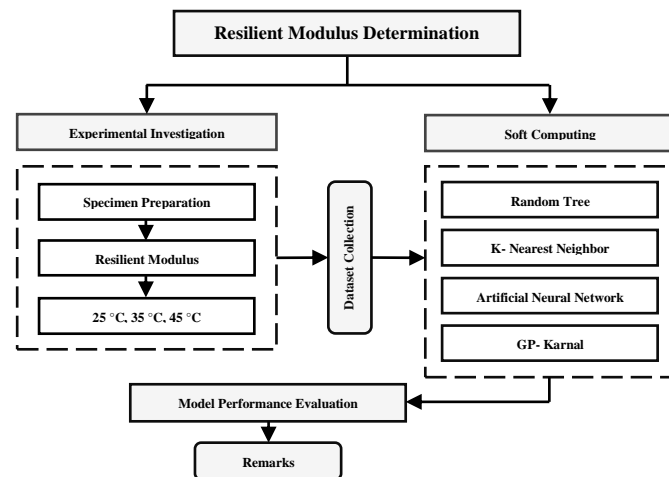 Resilient Modulus Determination
Experimental Investigation
Specimen Preparation
Resilient Modulus
25 °C, 35 °C, 45 °C
Dataset Collection
Soft Computing
Random Tree
K- Nearest Neighbor
Artificial Neural Network
GP- Karnal
Model Performance Evaluation
Remarks